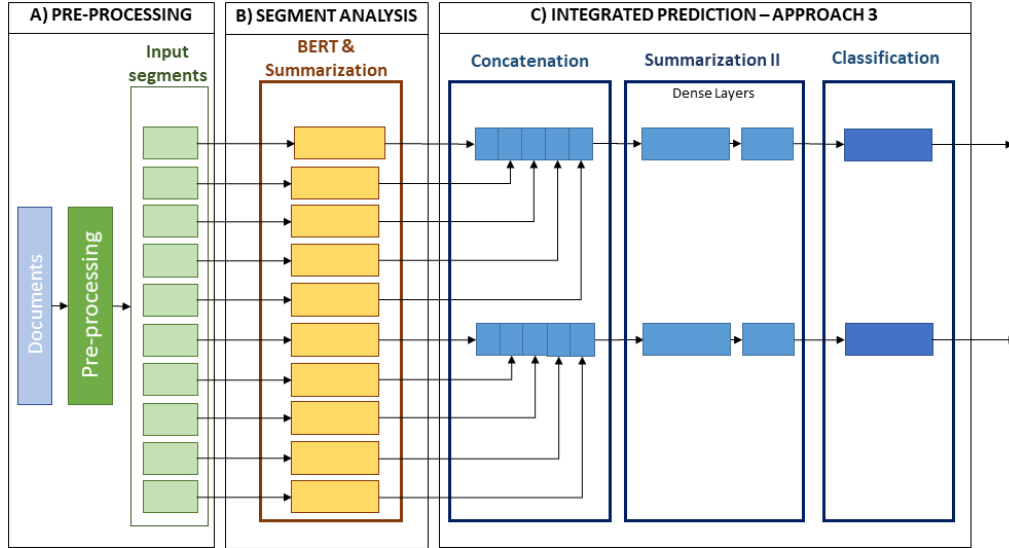 A) PRE-PROCESSING
B) SEGMENT ANALYSIS
C) INTEGRATED PREDICTION – APPROACH 3
Input
segments
BERT &
Summarization
Concatenation
Summarization II
Classification
Dense Layers
Documents
Pre-processing